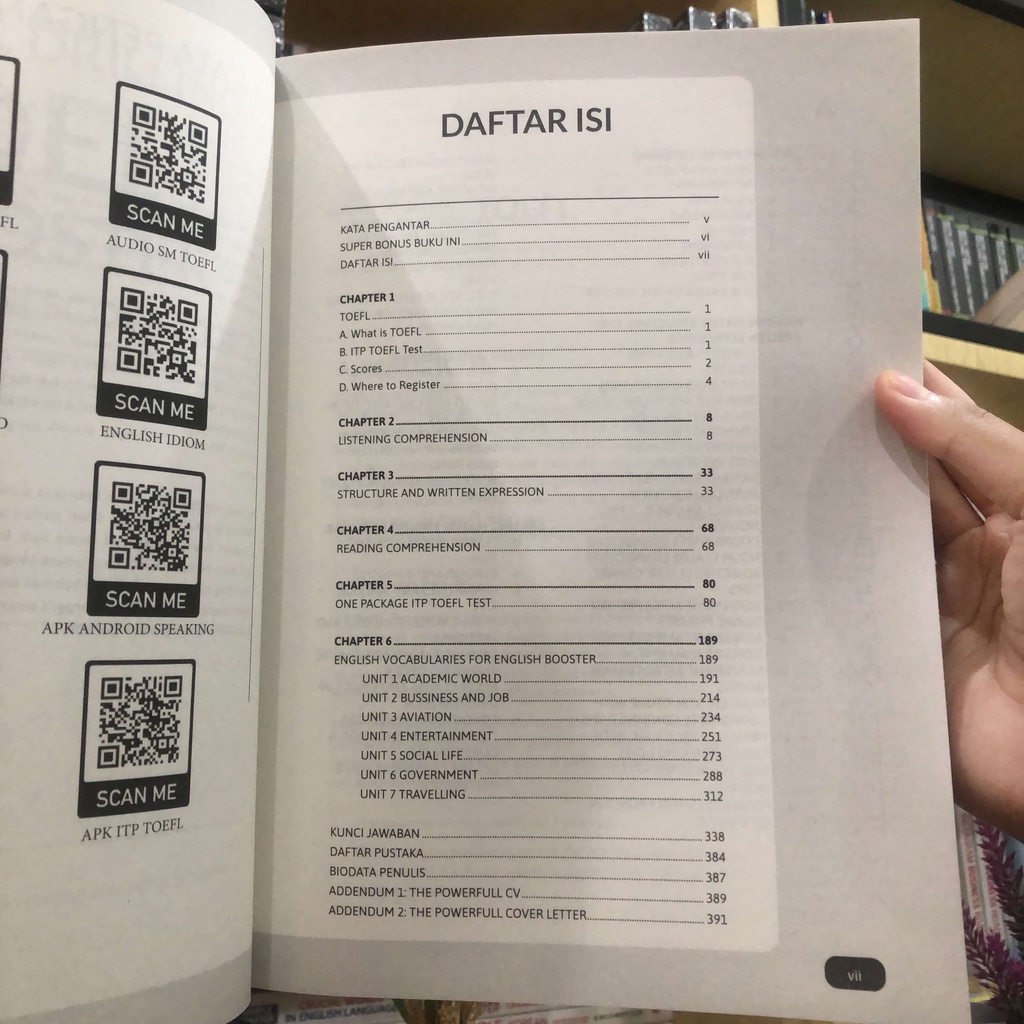 FL
SCAN ME
AUDIO SM TOEFL
SCAN ME
ENGLISH IDIOM
SCAN ME
APK ANDROID SPEAKING
SCAN ME
APK ITP TOEFL
DAFTAR ISI
KATA PENGANTAR v
SUPER BONUS BUKU INI vi
DAFTAR ISI vii
CHAPTER 1
TOEFL 1
A. What is TOEFL 1
B. ITP TOEFL Test 1
C. Scores 2
D. Where to Register 4
CHAPTER 2 8
LISTENING COMPREHENSION 8
CHAPTER 3 33
STRUCTURE AND WRITTEN EXPRESSION 33
CHAPTER 4 68
READING COMPREHENSION 68
CHAPTER 5 80
ONE PACKAGE ITP TOEFL TEST 80
CHAPTER 6 189
ENGLISH VOCABULARIES FOR ENGLISH BOOSTER 189
UNIT 1 ACADEMIC WORLD 191
UNIT 2 BUSSINESS AND JOB 214
UNIT 3 AVIATION 234
UNIT 4 ENTERTAINMENT 251
UNIT 5 SOCIAL LIFE 273
UNIT 6 GOVERNMENT 288
UNIT 7 TRAVELLING 312
KUNCI JAWABAN 338
DAFTAR PUSTAKA 384
BIODATA PENULIS 387
ADDENDUM 1: THE POWERFULL CV 389
ADDENDUM 2: THE POWERFULL COVER LETTER 391
vii
IN ENGLISH LANGUAGE